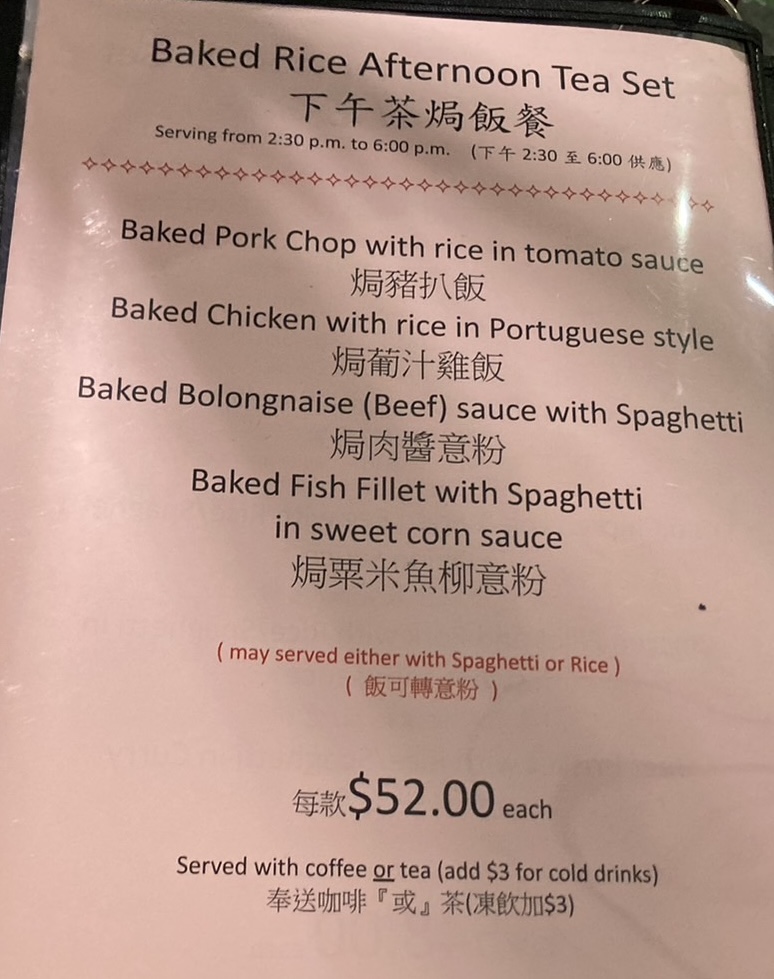 Baked Rice Afternoon Tea Set
下午茶焗飯餐
Serving from 2:30 p.m. to 6:00 p.m. (下午 2:30 至 6:00 供應)
Baked Pork Chop with rice in tomato sauce
焗豬扒飯
Baked Chicken with rice in Portuguese style
焗葡汁雞飯
Baked Bolongnaise (Beef) sauce with Spaghetti
焗肉醬意粉
Baked Fish Fillet with Spaghetti
in sweet corn sauce
焗粟米魚柳意粉
( may served either with Spaghetti or Rice )
( 飯可轉意粉 )
每款$52.00 each
Served with coffee or tea (add $3 for cold drinks)
奉送咖啡『或』茶(凍飲加$3)